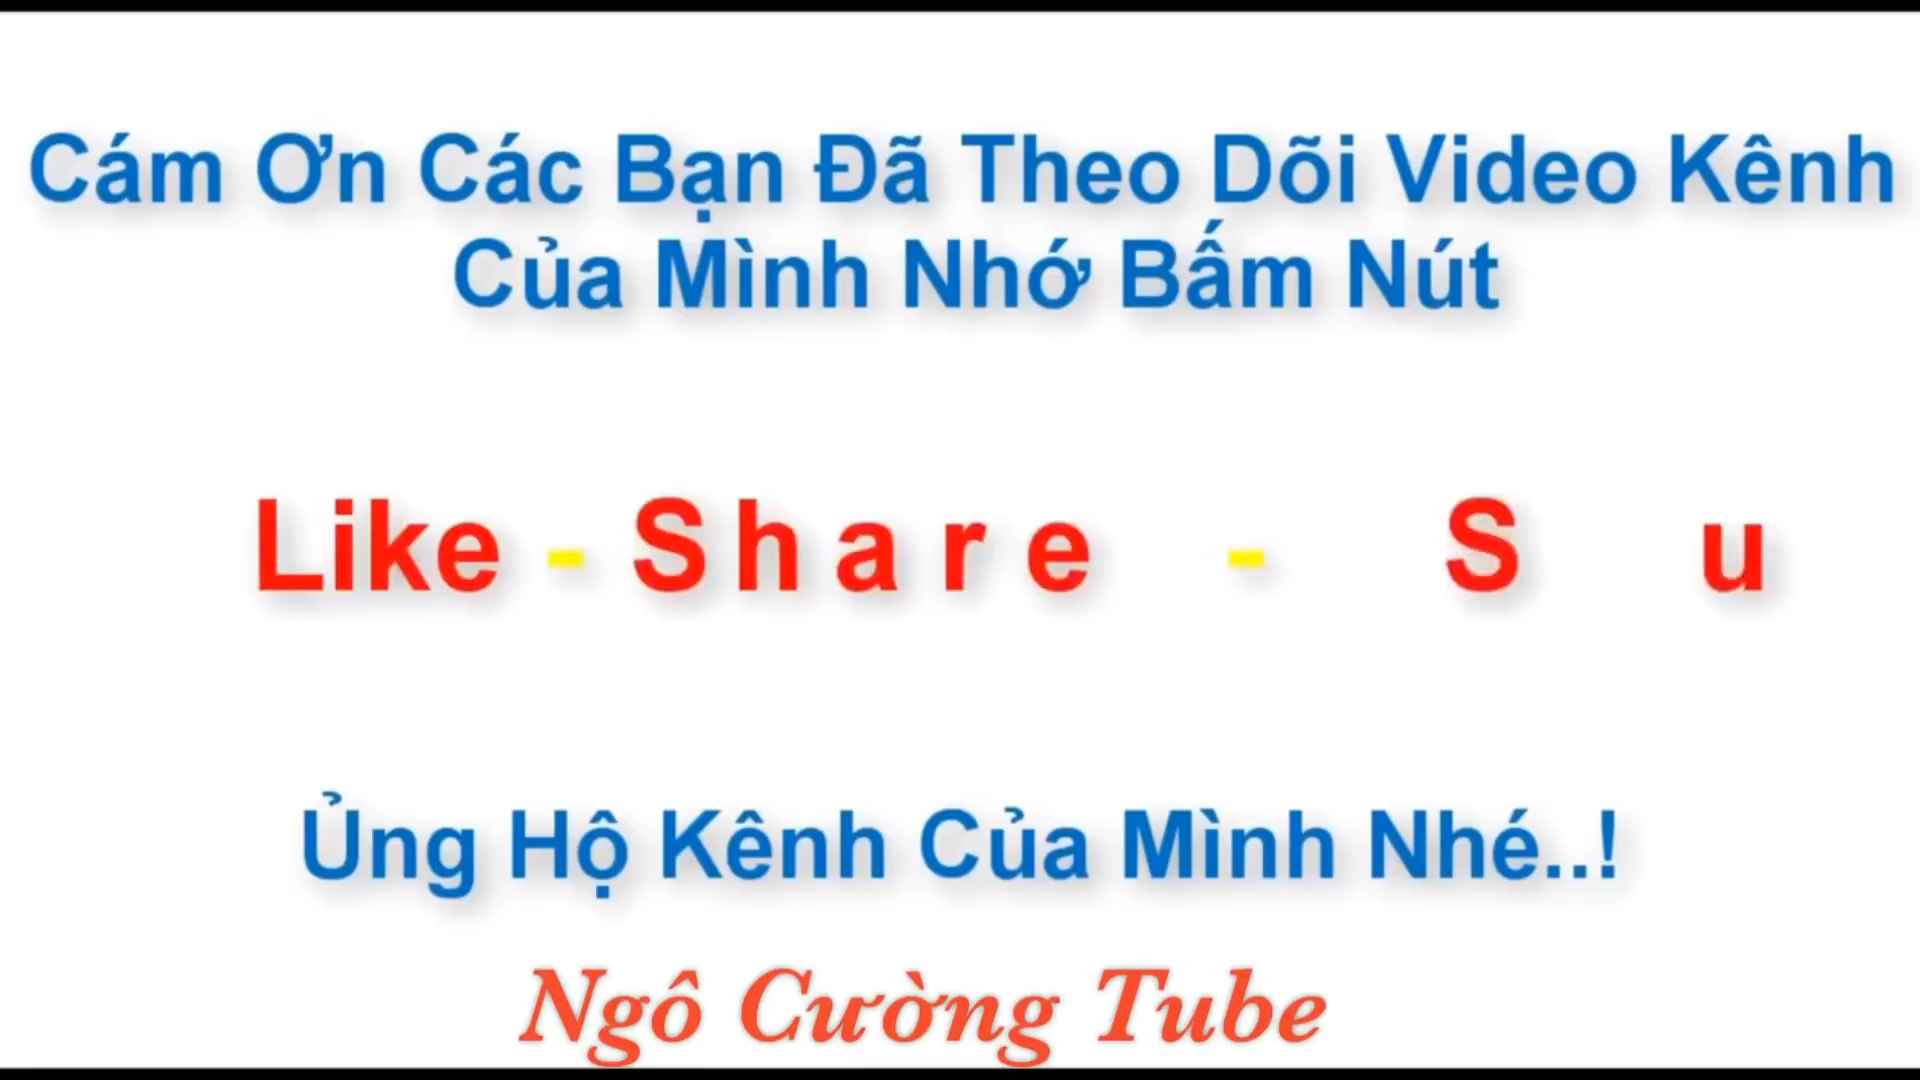 Cám Ơn Các Bạn Đã Theo Dõi Video Kênh
Của Mình Nhớ Bấm Nút
Like - Share - S u
Ủng Hộ Kênh Của Mình Nhé..!
Ngô Cường Tube